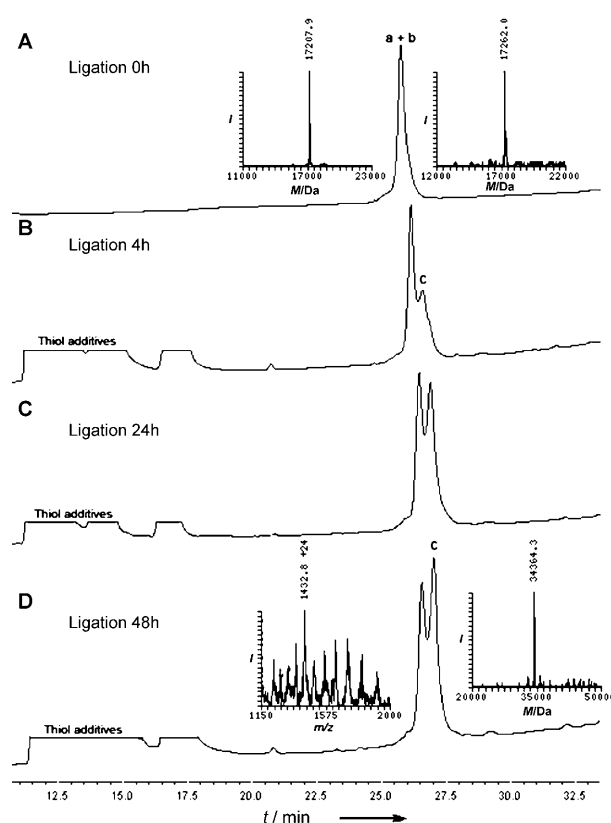 A
Ligation 0h
17207.9
a + b
17262.0
I
I
11000 17000 23000
M/Da
12000 17000 22000
M/Da
B
Ligation 4h
c
Thiol additives
C
Ligation 24h
Thiol additives
D
Ligation 48h
1432.8 +24
c
34364.3
I
I
1150 1575 2000
m/z
20000 35000 5000
M/Da
Thiol additives
12.5 15.0 17.5 20.0 22.5 25.0 27.5 30.0 32.5
t / min